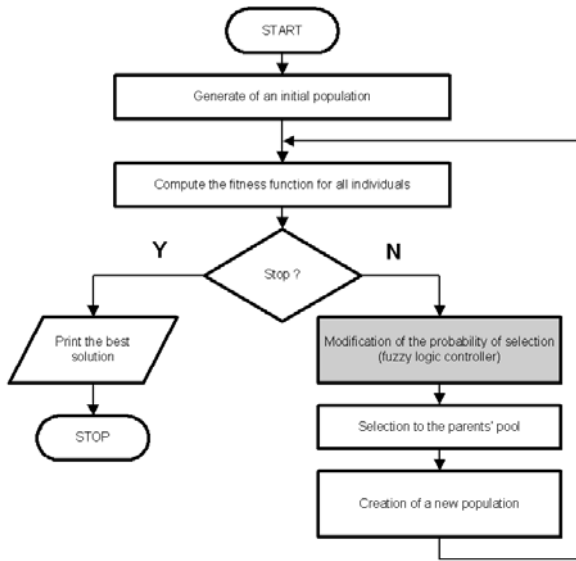 START
Generate of an initial population
Compute the fitness function for all individuals
Y
N
Stop ?
Print the best
solution
Modification of the probability of selection
(fuzzy logic controller)
STOP
Selection to the parents' pool
Creation of a new population